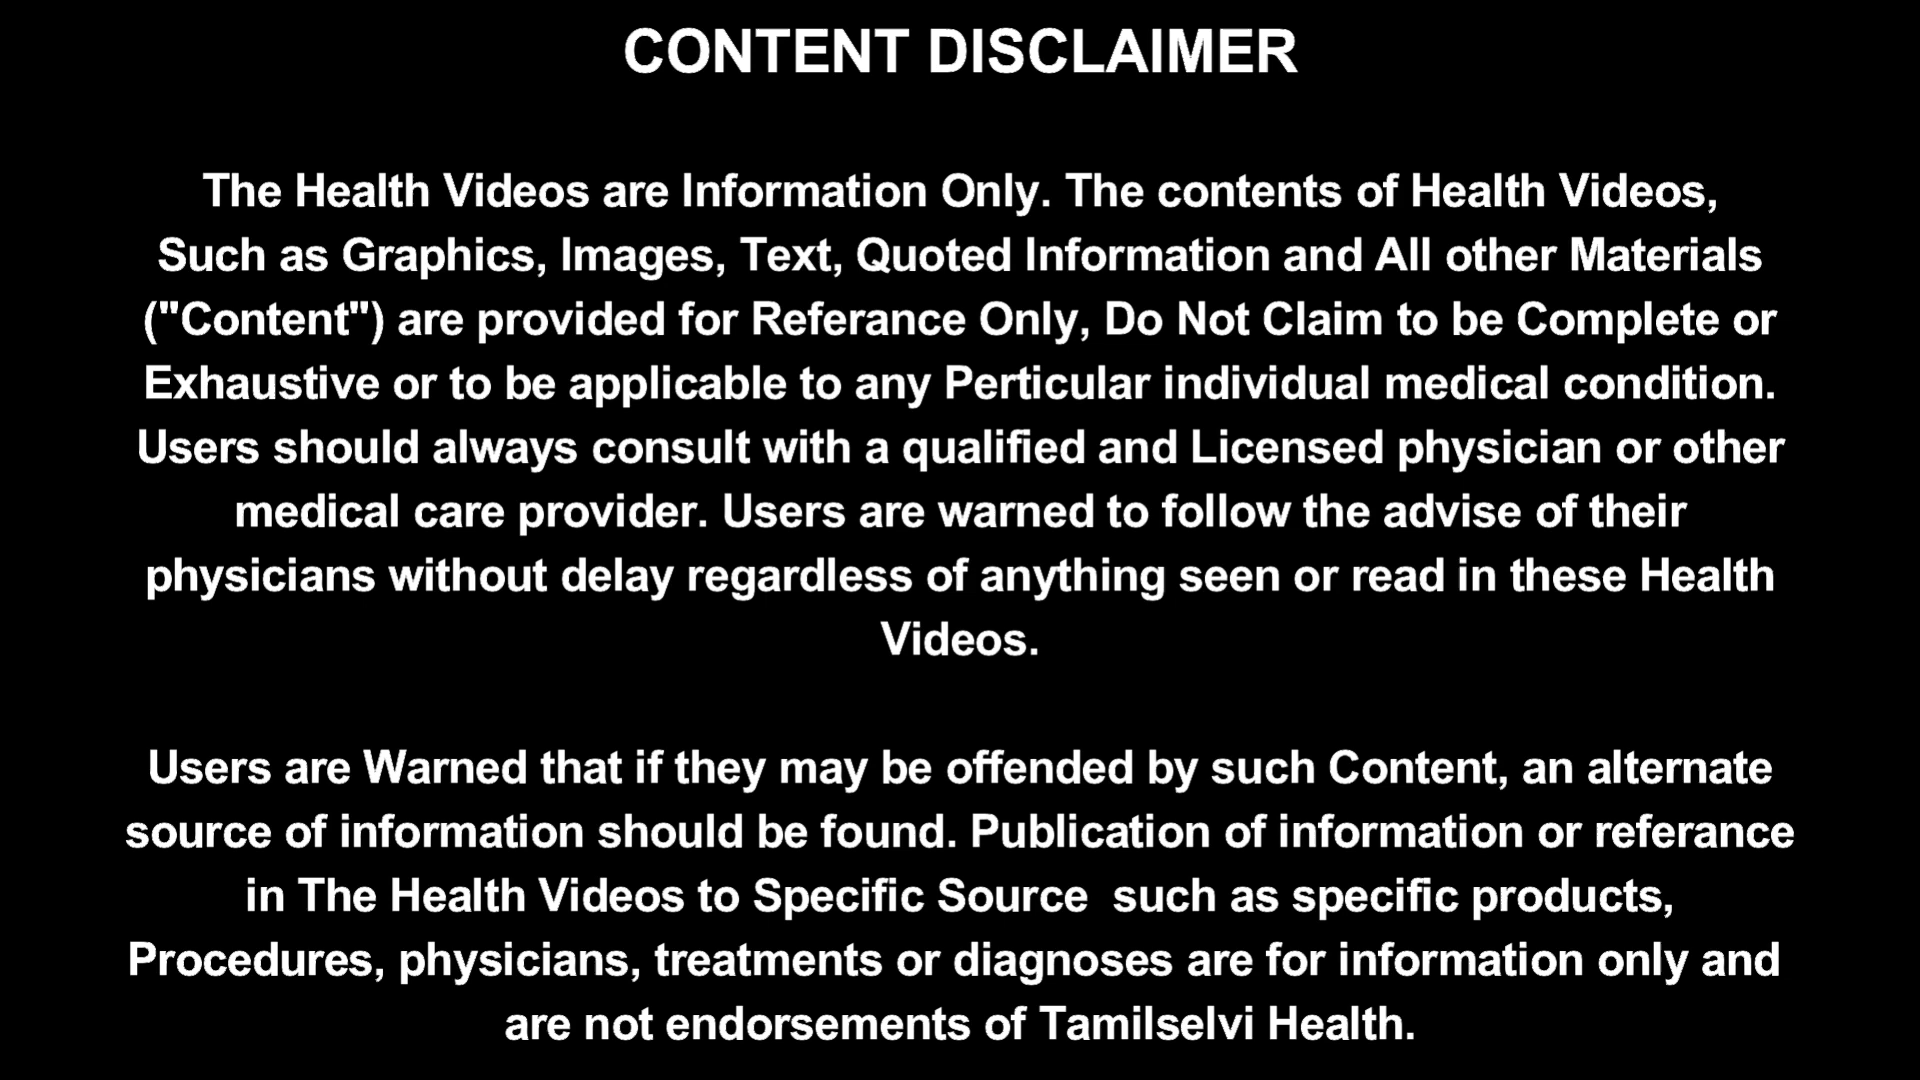 CONTENT DISCLAIMER
The Health Videos are Information Only. The contents of Health Videos,
Such as Graphics, Images, Text, Quoted Information and All other Materials
("Content") are provided for Referance Only, Do Not Claim to be Complete or
Exhaustive or to be applicable to any Perticular individual medical condition.
Users should always consult with a qualified and Licensed physician or other
medical care provider. Users are warned to follow the advise of their
physicians without delay regardless of anything seen or read in these Health
Videos.
Users are Warned that if they may be offended by such Content, an alternate
source of information should be found. Publication of information or referance
in The Health Videos to Specific Source  such as specific products,
Procedures, physicians, treatments or diagnoses are for information only and
are not endorsements of Tamilselvi Health.